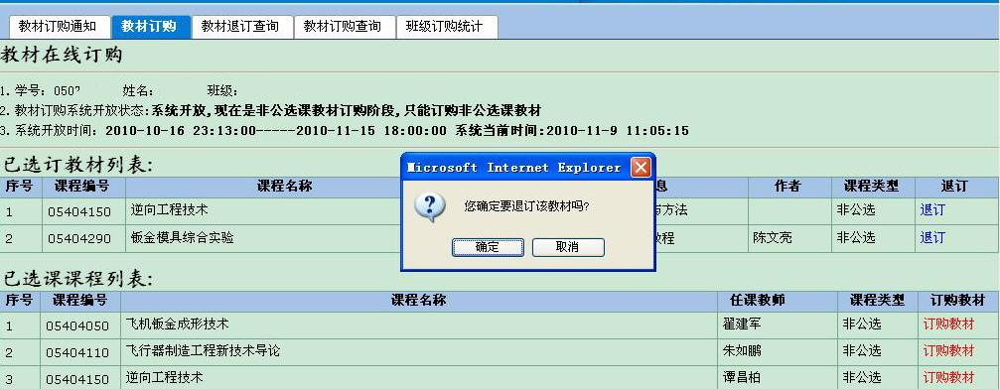 教材订购通知 教材订购 教材退订查询 教材订购查询 班级订购统计
教材在线订购
1. 学号: 050? 姓名: 班级:
2. 教材订购系统开放状态:系统开放,现在是非公选课教材订购阶段,只能订购非公选课教材
3. 系统开放时间: 2010-10-16 23:13:00-----2010-11-15 18:00:00 系统当前时间:2010-11-9 11:05:15
已选订教材列表:
序号 课程编号 课程名称 息 作者 课程类型 退订
1 05404150 逆向工程技术 与方法 非公选 退订
2 05404290 钣金模具综合实验 教程 陈文亮 非公选 退订
Microsoft Internet Explorer
您确定要退订该教材吗?
确定 取消
已选课课程列表:
序号 课程编号 课程名称 任课教师 课程类型 订购教材
1 05404050 飞机钣金成形技术 翟建军 非公选 订购教材
2 05404110 飞行器制造工程新技术导论 朱如鹏 非公选 订购教材
3 05404150 逆向工程技术 谭昌柏 非公选 订购教材